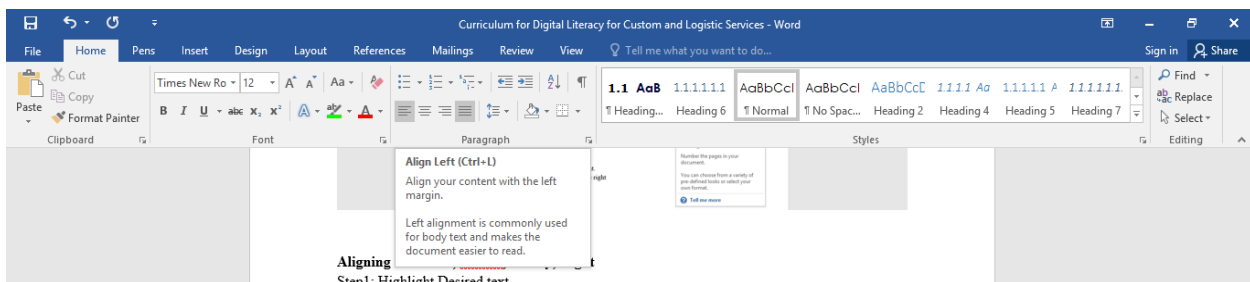 Curriculum for Digital Literacy for Custom and Logistic Services - Word
File Home Pens Insert Design Layout References Mailings Review View Tell me what you want to do... Sign in Share
Paste
Cut
Copy
Format Painter
Clipboard
Times New Ro 12 A A Aa
B I U abc x₂ x² A aby A
Font
Paragraph
1.1 AaB 1.1.1.1.1 AaBbCcI AaBbCcI AaBbCcD 1.1.1.1 Aa 1.1.1.1.1 A 1.1.1.1.1.1.
¶ Heading... Heading 6 ¶ Normal ¶ No Spac... Heading 2 Heading 4 Heading 5 Heading 7
Styles
Find
Replace
Select
Editing
Align Left (Ctrl+L)
Align your content with the left
margin.
Left alignment is commonly used
for body text and makes the
document easier to read.
right
Number the pages in your
document.
You can choose from a variety of
pre-defined looks or select your
own format.
Tell me more
Aligning
Step1: Highlight Desired text